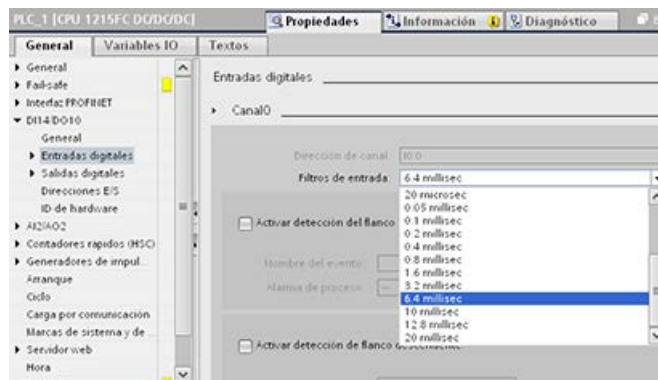 PLC_1 [CPU 1215FC DC/DC/DC]
Propiedades
Información
Diagnóstico
General
Variables IO
Textos
General
Fail-safe
Interfaz PROFINET
DI14/DO10
General
Entradas digitales
Salidas digitales
Direcciones E/S
ID de hardware
AI2/AO2
Contadores rápidos (HSC)
Generadores de impul...
Arranque
Ciclo
Carga por comunicación
Marcas de sistema y de ...
Servidor web
Hora
Entradas digitales
Canal0
Dirección de canal: I0.0
Filtros de entrada: 6.4 millisec
20 microsec
0.05 millisec
0.1 millisec
0.2 millisec
0.4 millisec
0.8 millisec
1.6 millisec
3.2 millisec
6.4 millisec
10 millisec
12.8 millisec
20 millisec
Activar detección del flanco
Nombre del evento:
Alarma de proceso:
Activar detección de flanco descendente